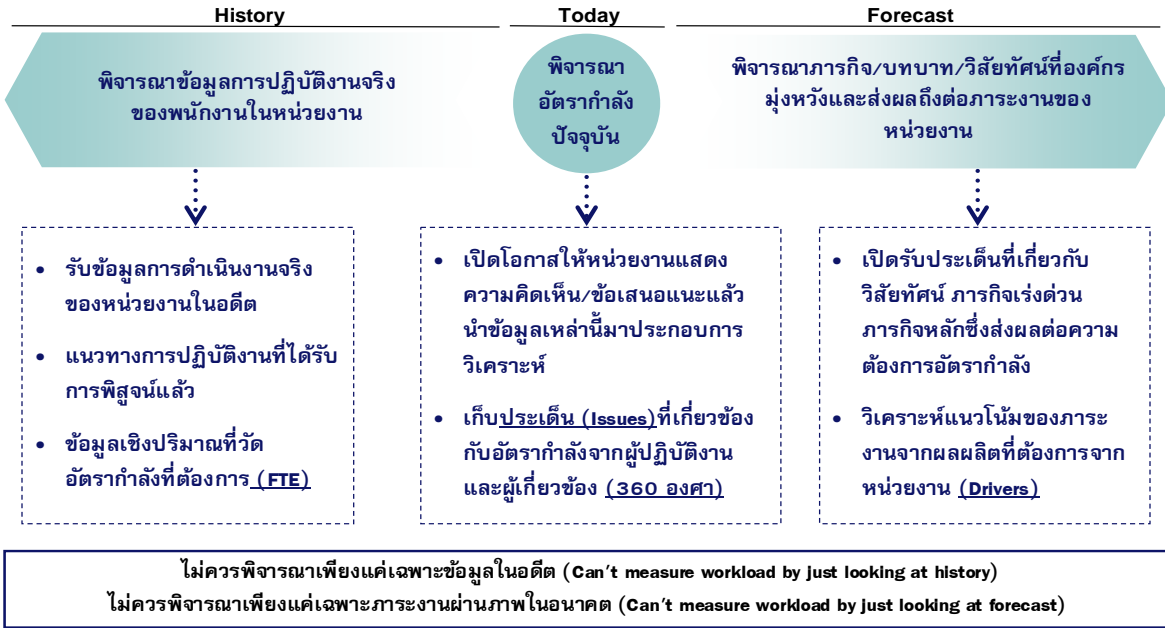 History
Today
Forecast
พิจารณาข้อมูลการปฏิบัติงานจริง
ของพนักงานในหน่วยงาน
พิจารณา
อัตรากำลัง
ปัจจุบัน
พิจารณาภารกิจ/บทบาท/วิสัยทัศน์ที่องค์กร
มุ่งหวังและส่งผลถึงต่อภาระงานของ
หน่วยงาน
• รับข้อมูลการดำเนินงานจริง
ของหน่วยงานในอดีต
• แนวทางการปฏิบัติงานที่ได้รับ
การพิสูจน์แล้ว
• ข้อมูลเชิงปริมาณที่วัด
อัตรากำลังที่ต้องการ (FTE)
• เปิดโอกาสให้หน่วยงานแสดง
ความคิดเห็น/ข้อเสนอแนะแล้ว
นำข้อมูลเหล่านี้มาประกอบการ
วิเคราะห์
• เก็บประเด็น (Issues)ที่เกี่ยวข้อง
กับอัตรากำลังจากผู้ปฏิบัติงาน
และผู้เกี่ยวข้อง (360 องศา)
• เปิดรับประเด็นที่เกี่ยวกับ
วิสัยทัศน์ ภารกิจเร่งด่วน
ภารกิจหลักซึ่งส่งผลต่อความ
ต้องการอัตรากำลัง
• วิเคราะห์แนวโน้มของภาระ
งานจากผลผลิตที่ต้องการจาก
หน่วยงาน (Drivers)
ไม่ควรพิจารณาเพียงแค่เฉพาะข้อมูลในอดีต (Can't measure workload by just looking at history)
ไม่ควรพิจารณาเพียงแค่เฉพาะภาระงานผ่านภาพในอนาคต (Can't measure workload by just looking at forecast)